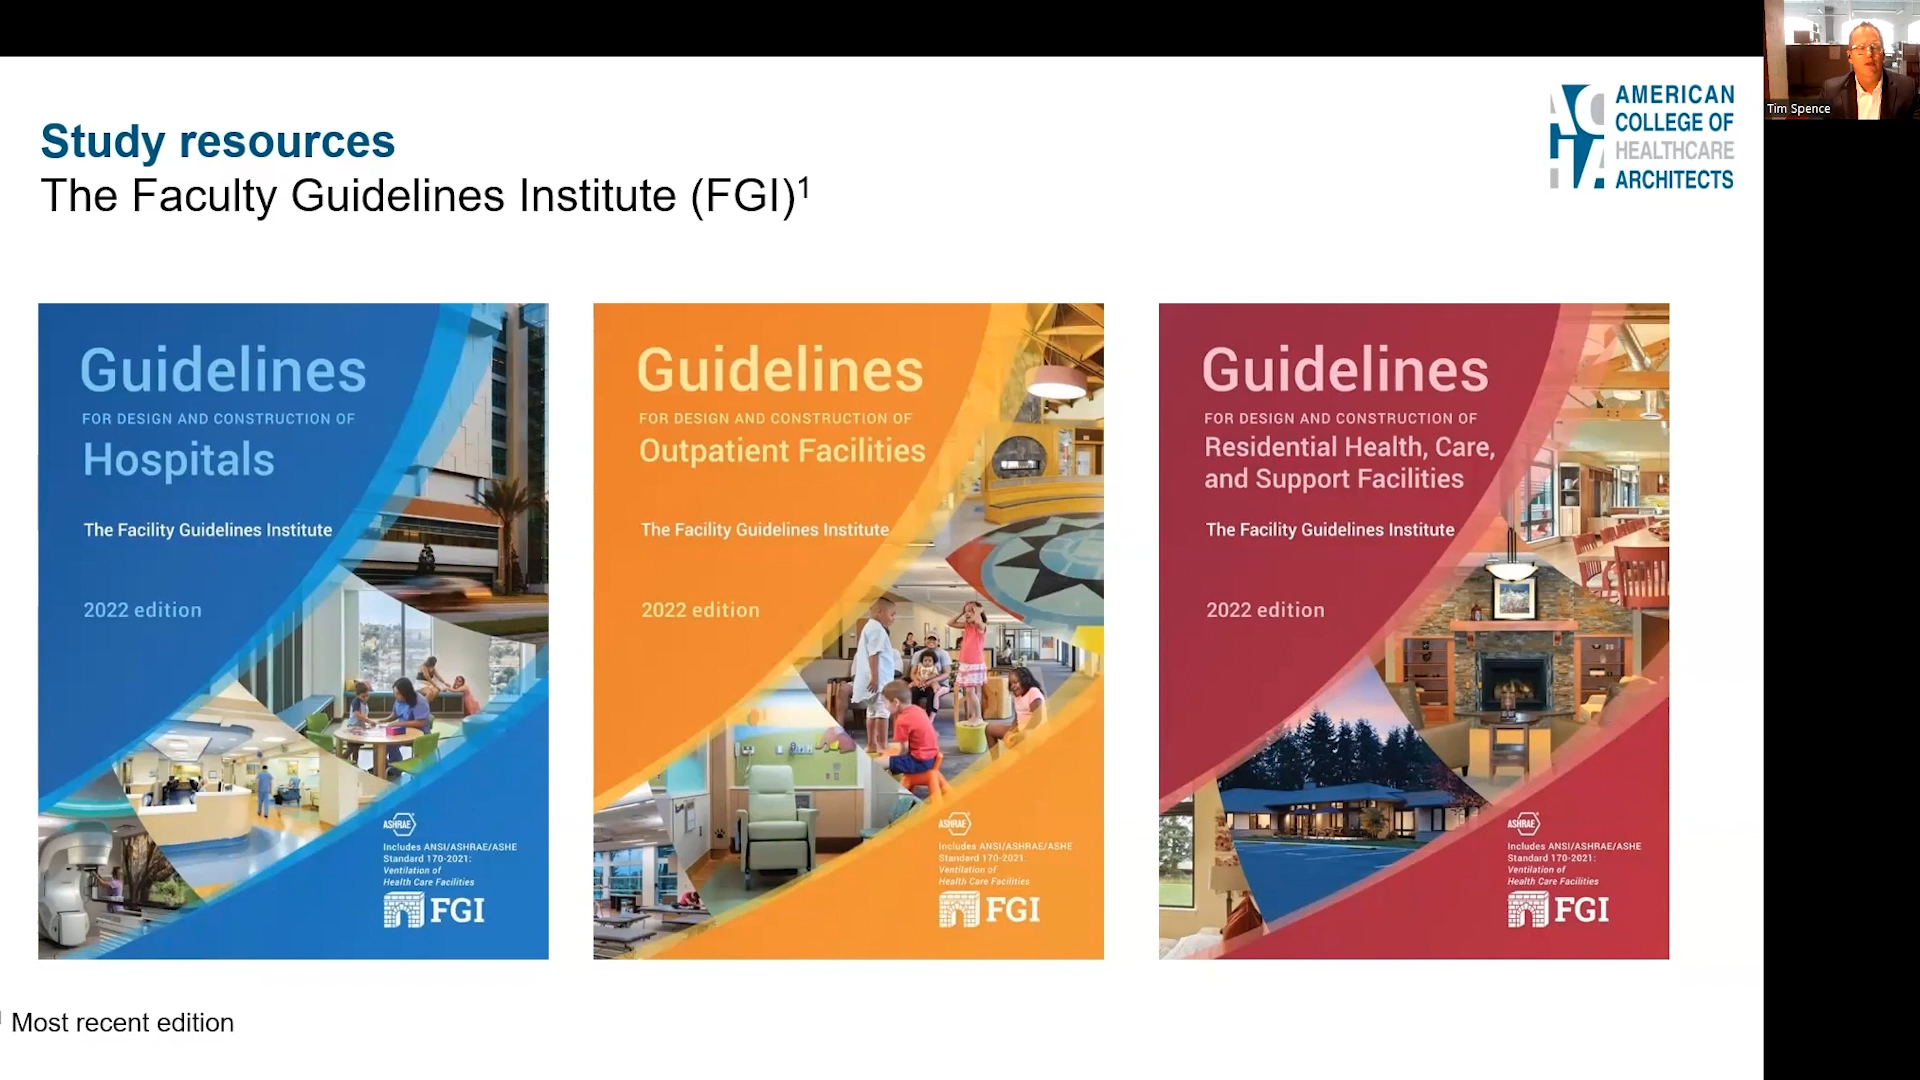 Study resources
The Faculty Guidelines Institute (FGI)¹
AMERICAN
COLLEGE OF
HEALTHCARE
ARCHITECTS
Tim Spence
Guidelines
FOR DESIGN AND CONSTRUCTION OF
Hospitals
The Facility Guidelines Institute
2022 edition
ASHRAE
Includes ANSI/ASHRAE/ASHE
Standard 170-2021:
Ventilation of
Health Care Facilities
FGI
Guidelines
FOR DESIGN AND CONSTRUCTION OF
Outpatient Facilities
The Facility Guidelines Institute
2022 edition
ASHRAE
Includes ANSI/ASHRAE/ASHE
Standard 170-2021:
Ventilation of
Health Care Facilities
FGI
Guidelines
FOR DESIGN AND CONSTRUCTION OF
Residential Health, Care,
and Support Facilities
The Facility Guidelines Institute
2022 edition
ASHRAE
Includes ANSI/ASHRAE/ASHE
Standard 170-2021:
Ventilation of
Health Care Facilities
FGI
Most recent edition